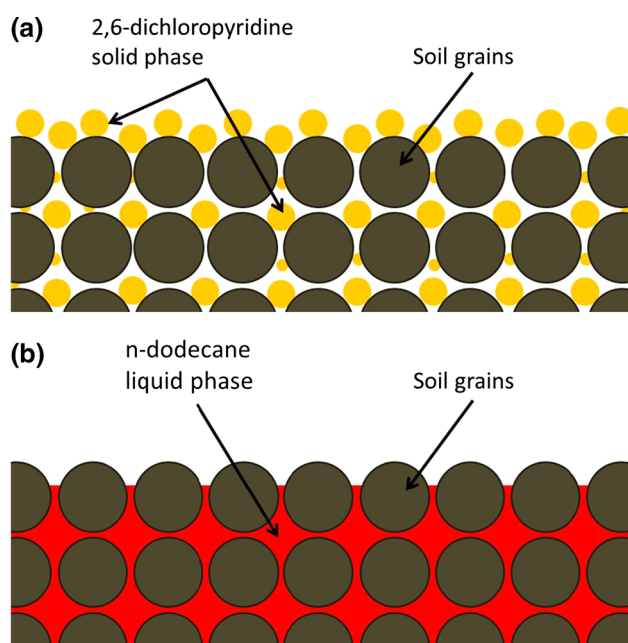 (a)
2,6-dichloropyridine
solid phase
Soil grains
(b)
n-dodecane
liquid phase
Soil grains